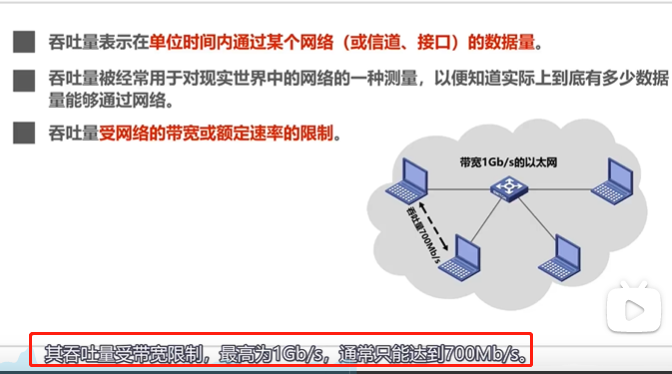 吞吐量表示在单位时间内通过某个网络（或信道、接口）的数据量。
吞吐量被经常用于对现实世界中的网络的一种测量，以便知道实际上到底有多少数据
量能够通过网络。
吞吐量受网络的带宽或额定速率的限制。
带宽1Gb/s的以太网
吞吐量700Mb/s
其吞吐量受带宽限制，最高为1Gb/s，通常只能达到700Mb/s。